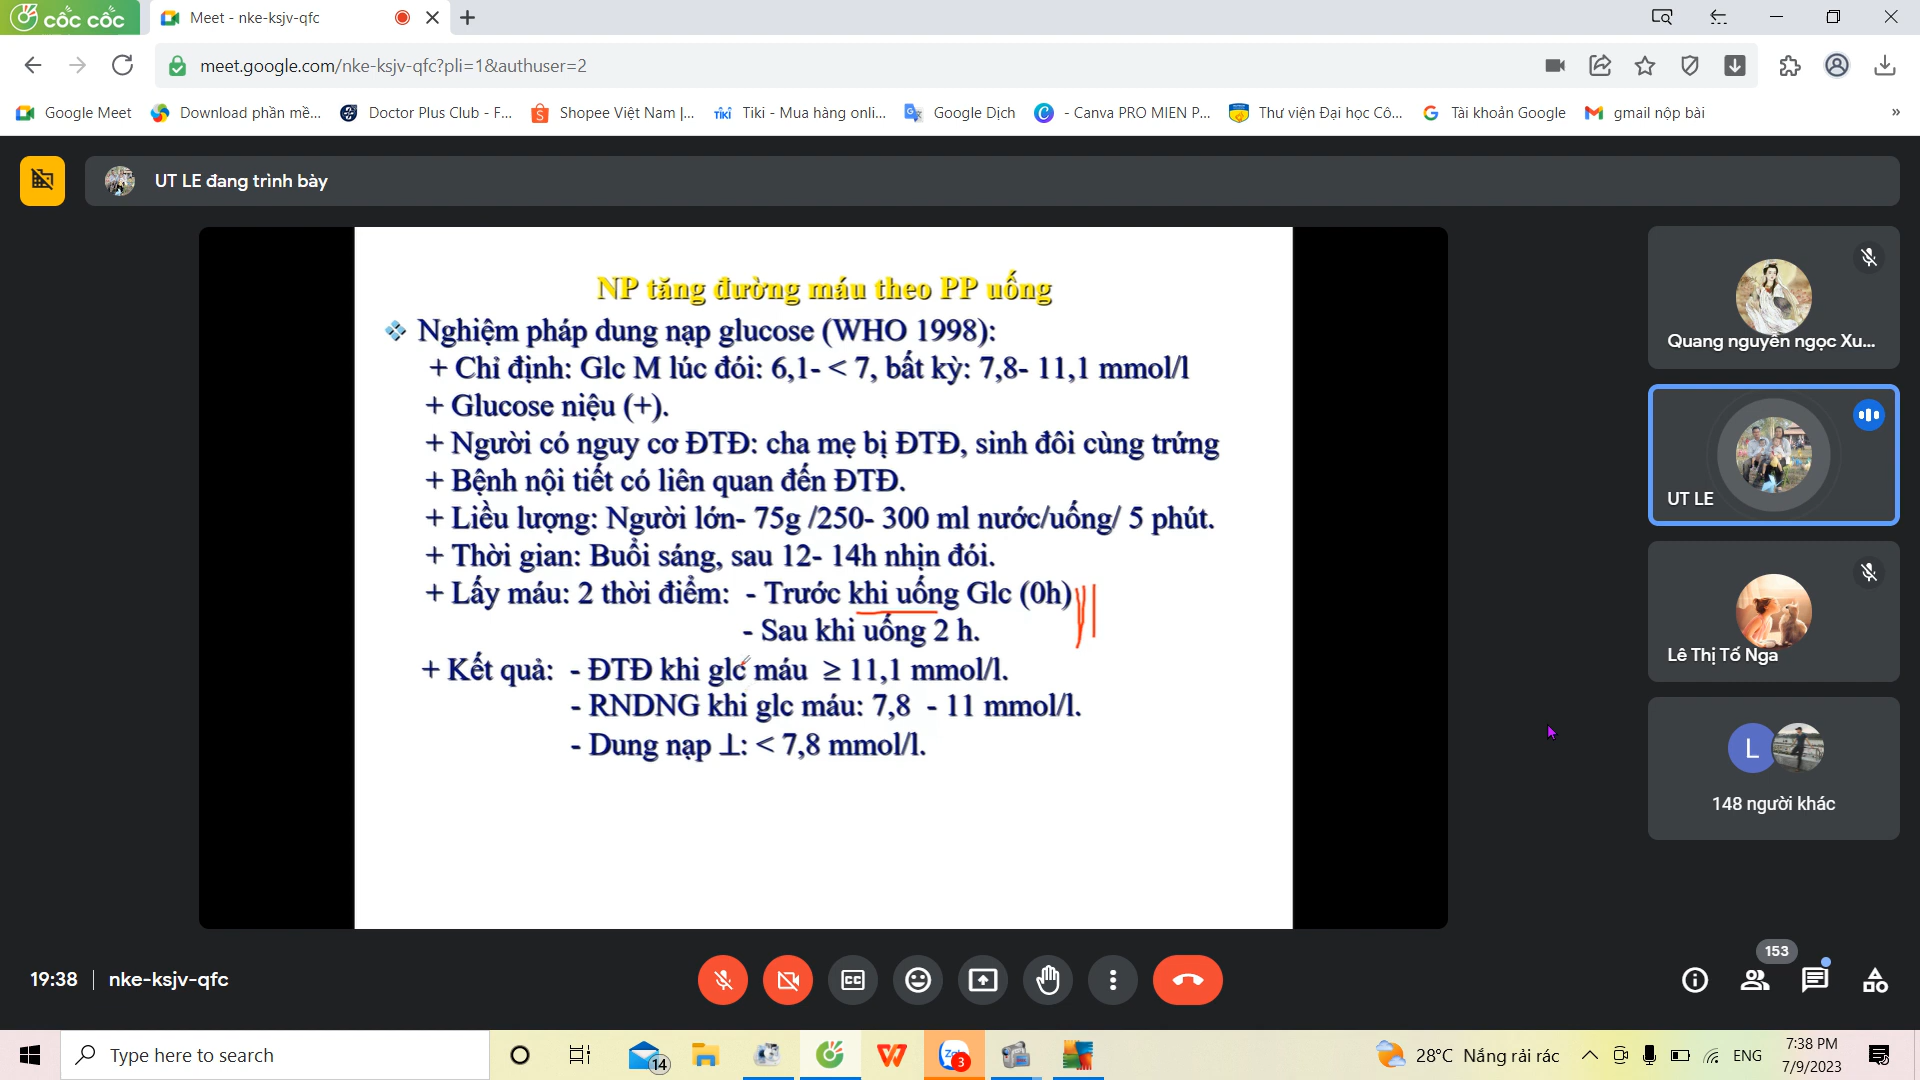 cốc cốc
Meet - nke-ksjv-qfc
meet.google.com/nke-ksjv-qfc?pli=1&authuser=2
Google Meet
Download phần mề...
Doctor Plus Club - F...
Shopee Việt Nam |...
TIKI
Tiki - Mua hàng onli...
Google Dịch
- Canva PRO MIEN P...
Thư viện Đại học Cô...
Tài khoản Google
gmail nộp bài
»
UT LE đang trình bày
NP tăng đường máu theo PP uống
Nghiệm pháp dung nạp glucose (WHO 1998):
+ Chỉ định: Glc M lúc đói: 6,1- < 7, bất kỳ: 7,8- 11,1 mmol/l
+ Glucose niệu (+).
+ Người có nguy cơ ĐTĐ: cha mẹ bị ĐTĐ, sinh đôi cùng trứng
+ Bệnh nội tiết có liên quan đến ĐTĐ.
+ Liều lượng: Người lớn- 75g /250- 300 ml nước/uống/ 5 phút.
+ Thời gian: Buổi sáng, sau 12- 14h nhịn đói.
+ Lấy máu: 2 thời điểm: - Trước khi uống Glc (0h)
- Sau khi uống 2 h.
+ Kết quả: - ĐTĐ khi glc máu ≥ 11,1 mmol/l.
- RNDNG khi glc máu: 7,8 - 11 mmol/l.
- Dung nạp ⊥: < 7,8 mmol/l.
Quang nguyễn ngọc Xu...
UT LE
Lê Thị Tố Nga
L
148 người khác
19:38 | nke-ksjv-qfc
CC
153
Type here to search
14
3
28°C Nắng rải rác
ENG
7:38 PM
7/9/2023